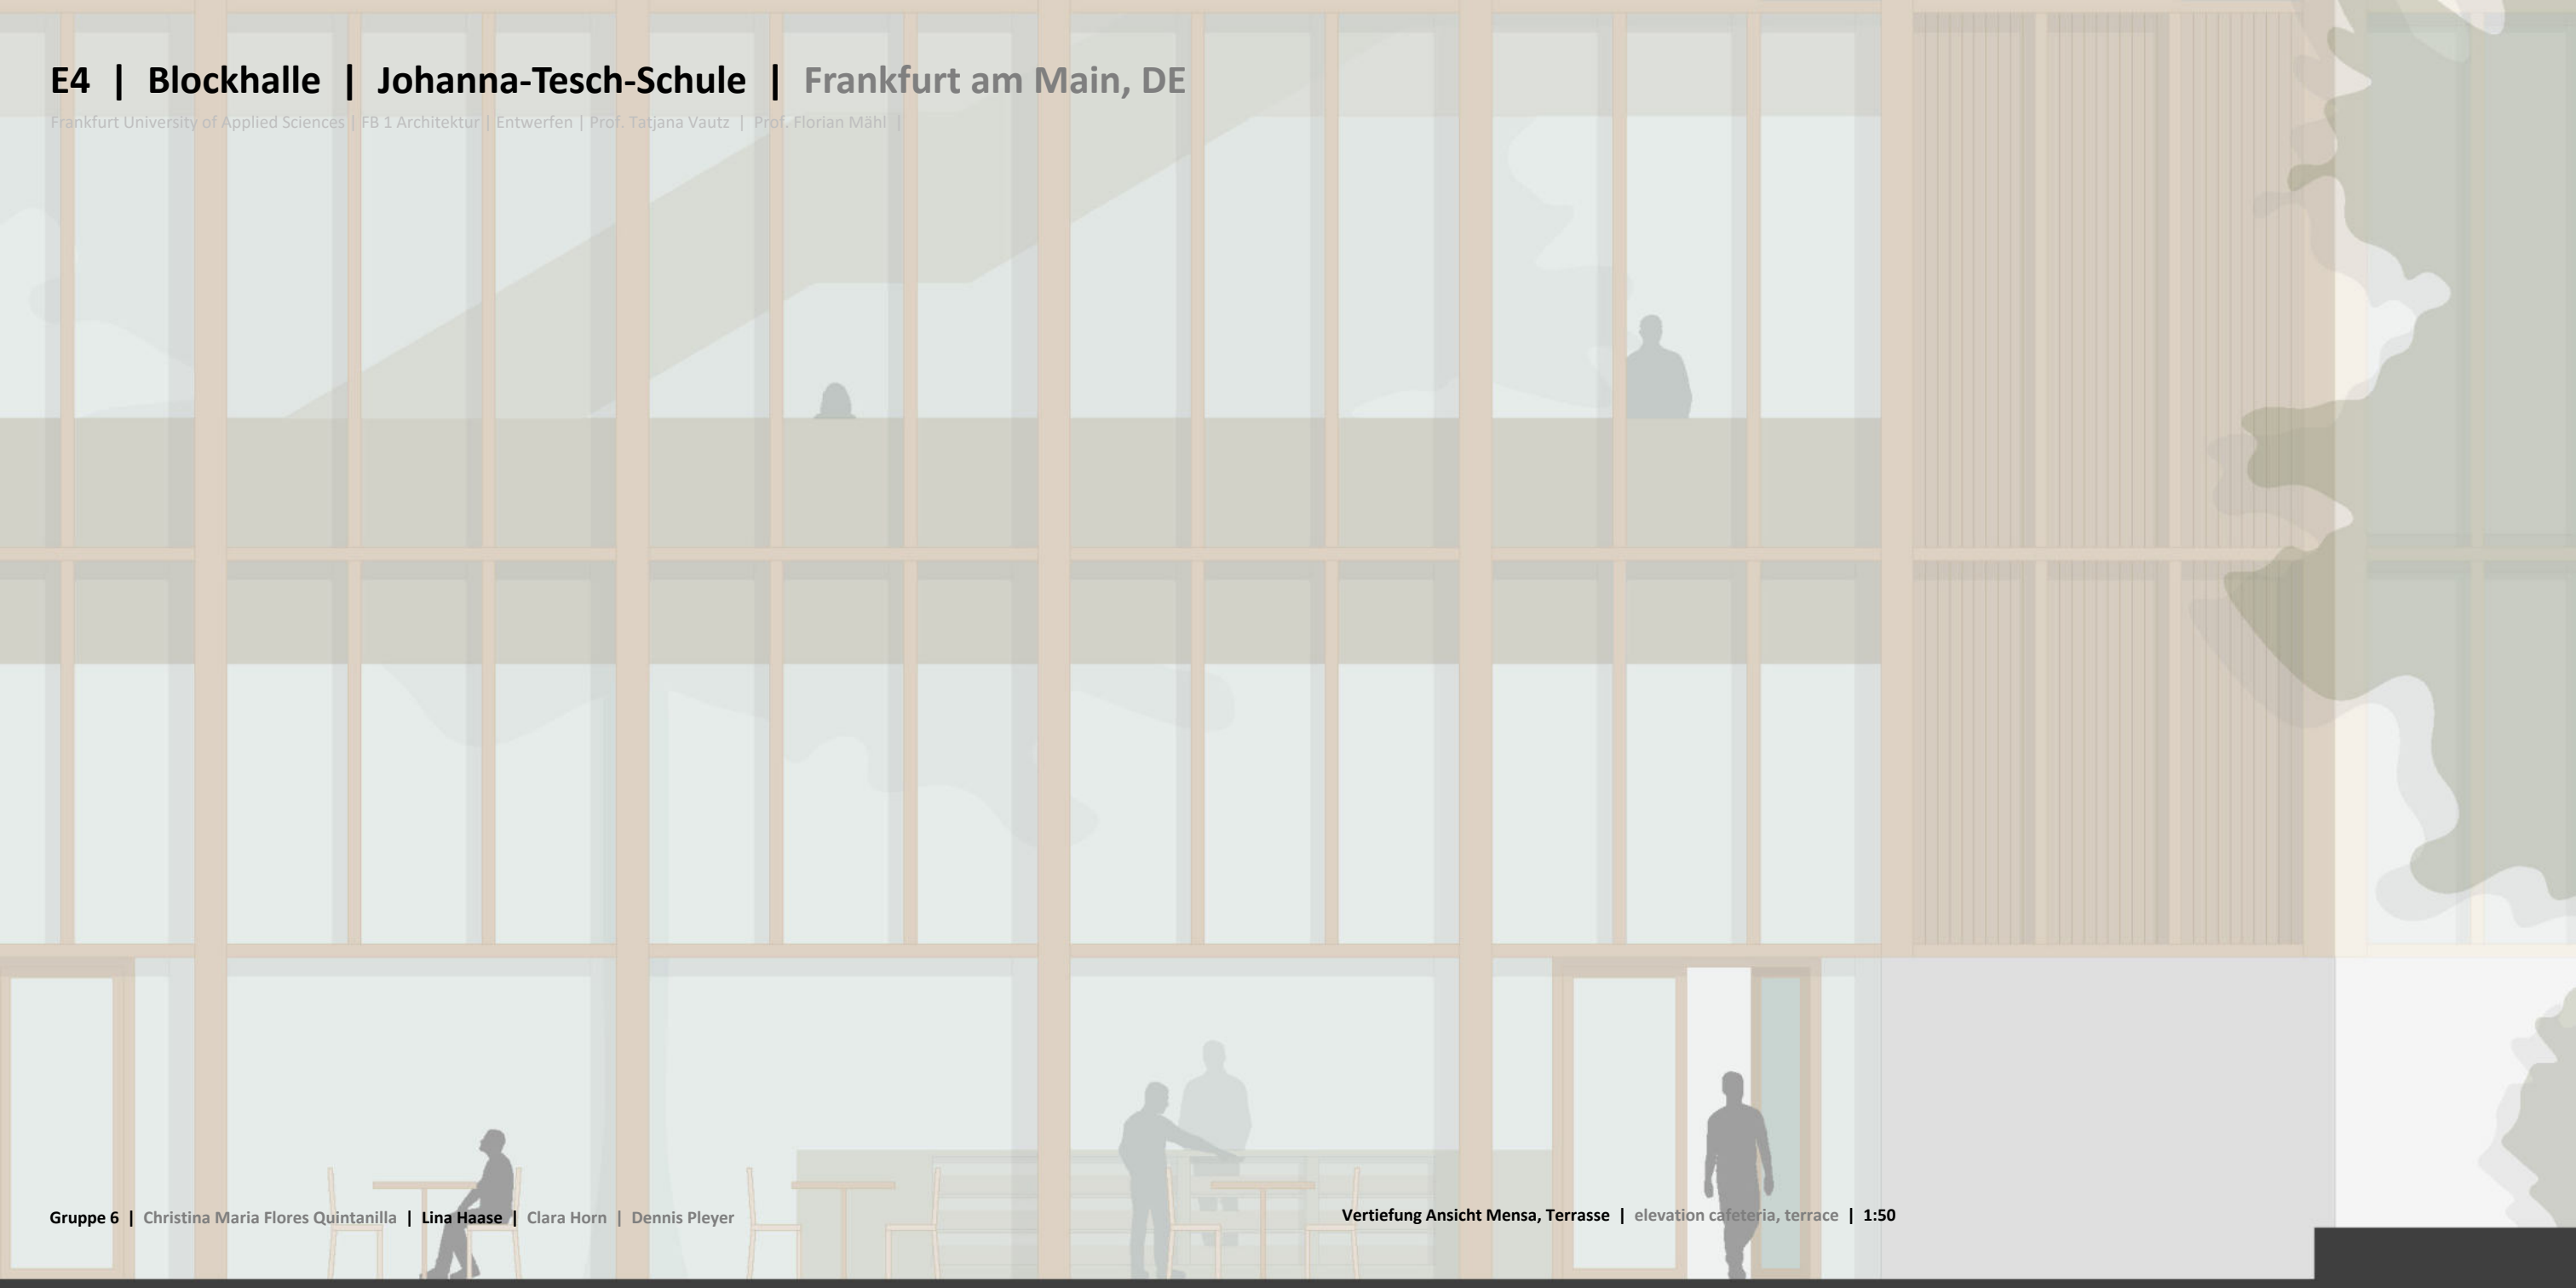 E4 | Blockhalle | Johanna-Tesch-Schule | Frankfurt am Main, DE
Frankfurt University of Applied Sciences | FB 1 Architektur | Entwerfen | Prof. Tatjana Vautz | Prof. Florian Mähl |
Gruppe 6 | Christina Maria Flores Quintanilla | Lina Haase | Clara Horn | Dennis Pleyer
Vertiefung Ansicht Mensa, Terrasse | elevation cafeteria, terrace | 1:50